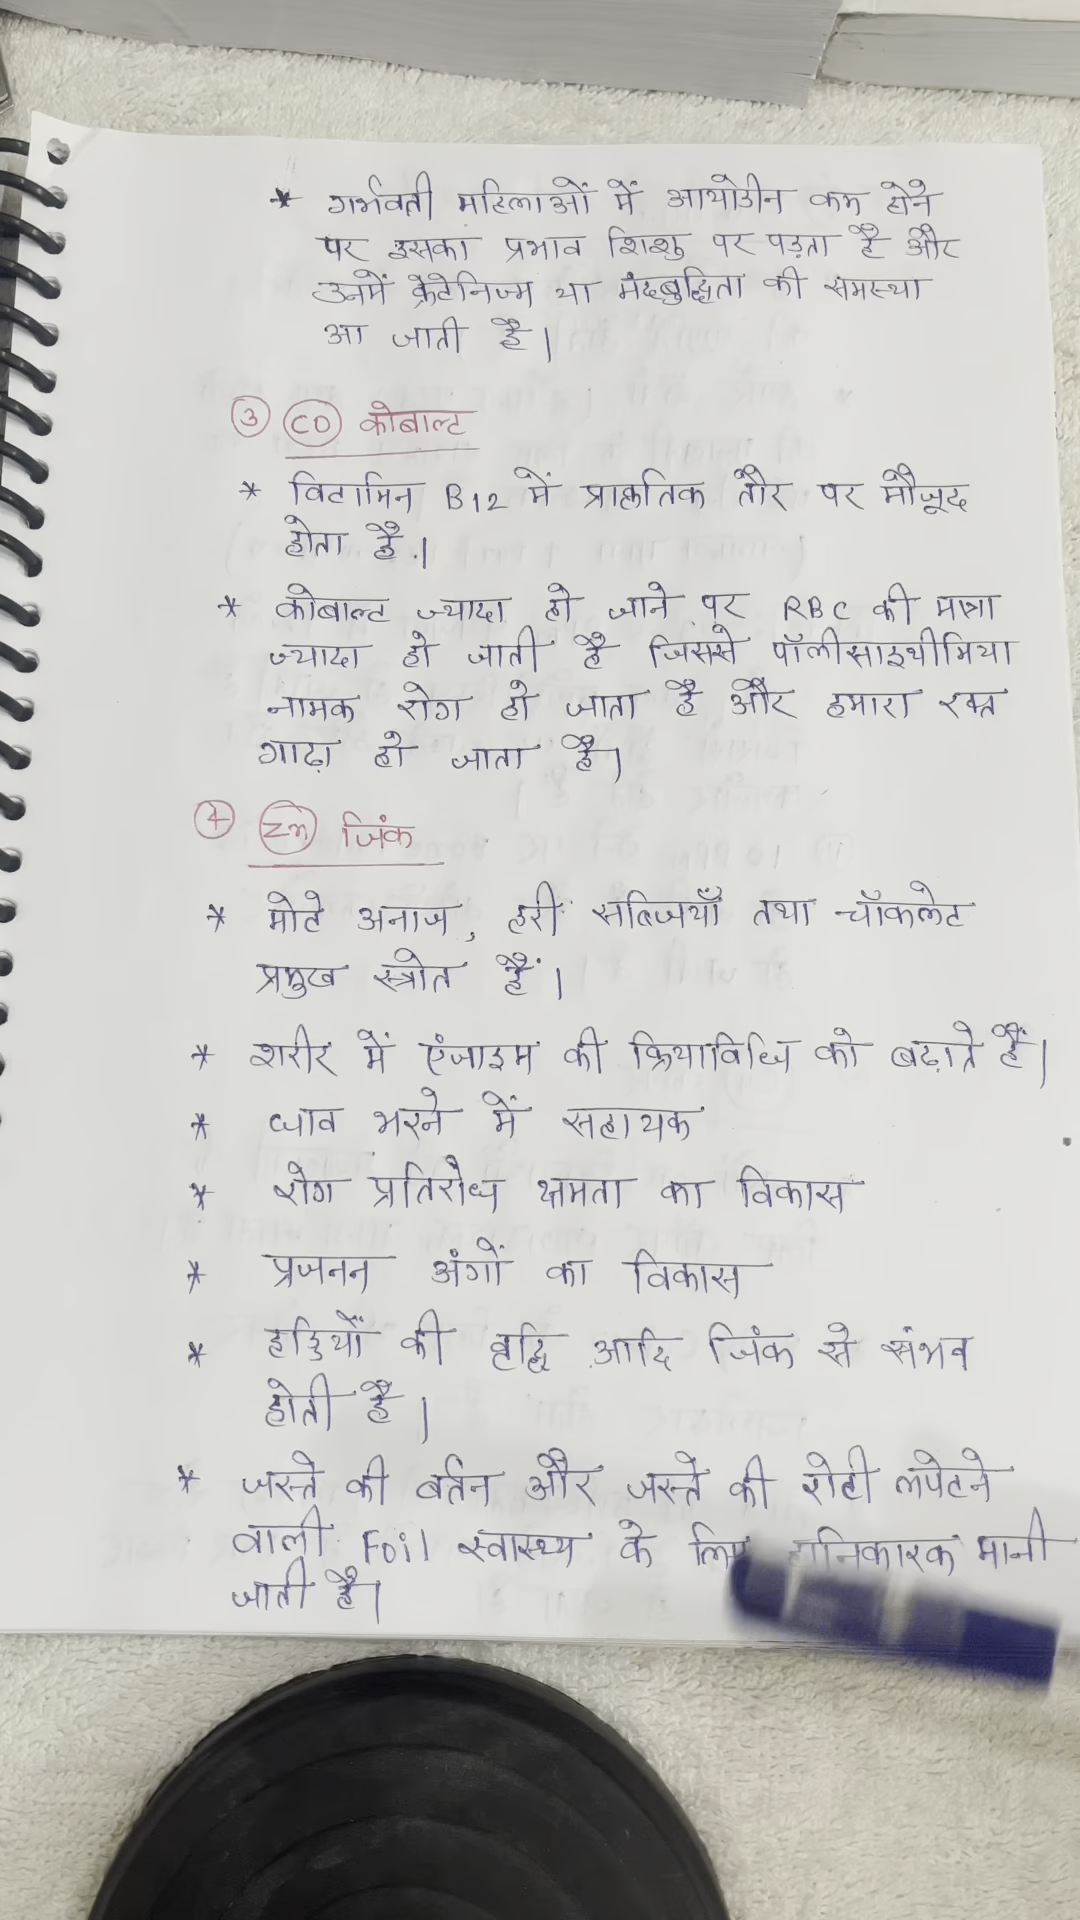 * गर्भवती महिलाओं में आयोडीन कम होने
पर इसका प्रभाव शिशु पर पड़ता है और
उनमें क्रेटेनिज्म या मंदबुद्धिता की समस्या
आ जाती है।
③ CO कोबाल्ट
* विटामिन B12 में प्राकृतिक तौर पर मौजूद
होता है।
* कोबाल्ट ज्यादा हो जाने पर RBC की मात्रा
ज्यादा हो जाती है जिससे पॉलीसाइथीमिया
नामक रोग हो जाता है और हमारा रक्त
गाढ़ा हो जाता है।
④ Zn जिंक
* मोटे अनाज, हरी सब्जियाँ तथा चॉकलेट
प्रमुख स्त्रोत हैं।
* शरीर में एंजाइम की क्रियाविधि को बढ़ाते हैं।
* घाव भरने में सहायक
* रोग प्रतिरोध क्षमता का विकास
* प्रजनन अंगों का विकास
* हड्डियों की वृद्धि आदि जिंक से संभव
होती है।
* जस्ते की बर्तन और जस्ते की रोटी लपेटने
वाली Foil स्वास्थ्य के लिए हानिकारक मानी
जाती है।